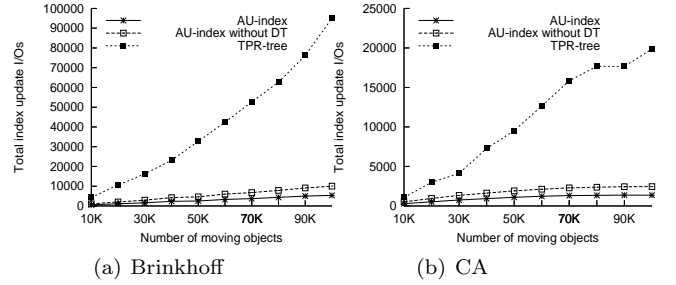 Total index update I/Os
100000
90000
80000
70000
60000
50000
40000
30000
20000
10000
0
AU-index
AU-index without DT
TPR-tree
10K 30K 50K 70K 90K
Number of moving objects
(a) Brinkhoff
Total index update I/Os
25000
20000
15000
10000
5000
0
AU-index
AU-index without DT
TPR-tree
10K 30K 50K 70K 90K
Number of moving objects
(b) CA